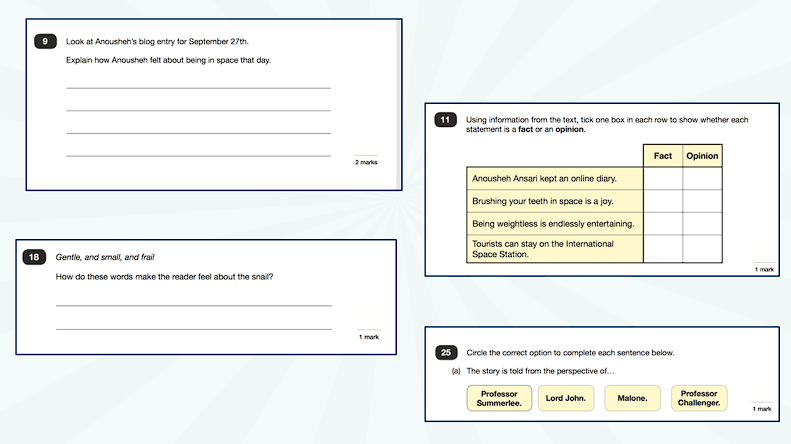 9 Look at Anousheh's blog entry for September 27th.
Explain how Anousheh felt about being in space that day.
2 marks
18 Gentle, and small, and frail
How do these words make the reader feel about the snail?
1 mark
11 Using information from the text, tick one box in each row to show whether each
statement is a fact or an opinion.
Fact Opinion
Anousheh Ansari kept an online diary.
Brushing your teeth in space is a joy.
Being weightless is endlessly entertaining.
Tourists can stay on the International
Space Station.
1 mark
25 Circle the correct option to complete each sentence below.
(a) The story is told from the perspective of…
Professor
Summerlee.
Lord John.
Malone.
Professor
Challenger.
1 mark